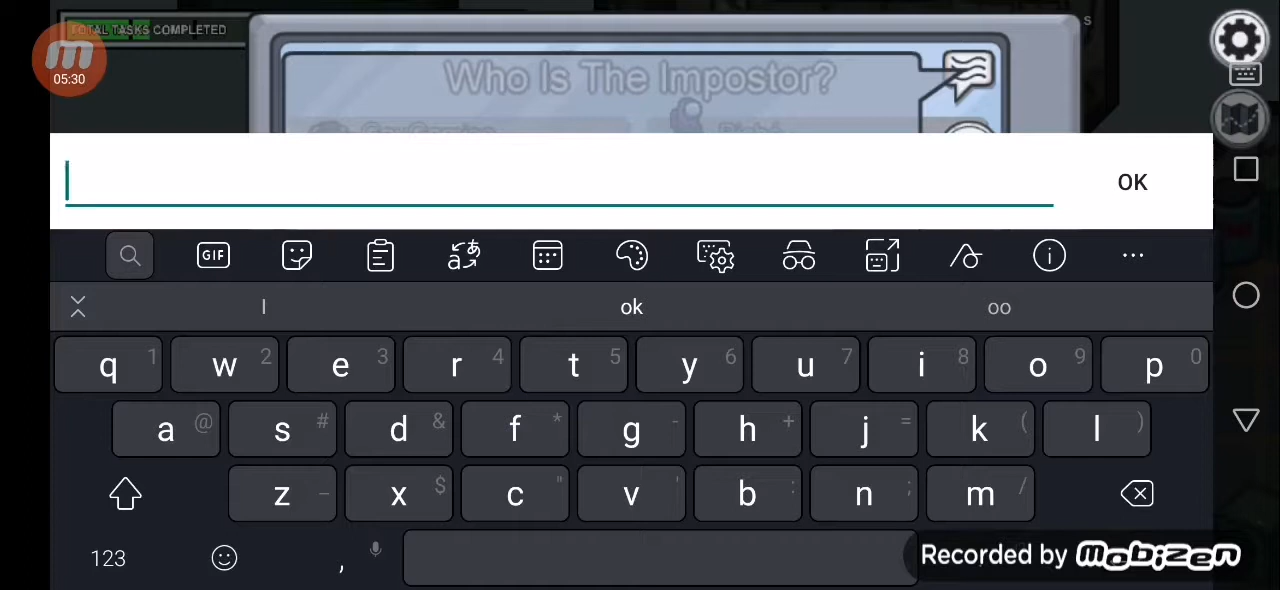 TOTAL TASKS COMPLETED
S
05:30
Who Is The Impostor?
OK
GIF
I ok oo
q 1 w 2 e 3 r 4 t 5 y 6 u 7 i 8 o 9 p 0
a @ s # d & f * g - h + j = k ( l )
z _ x $ c " v ' b : n ; m /
123 ,
Recorded by mobizen